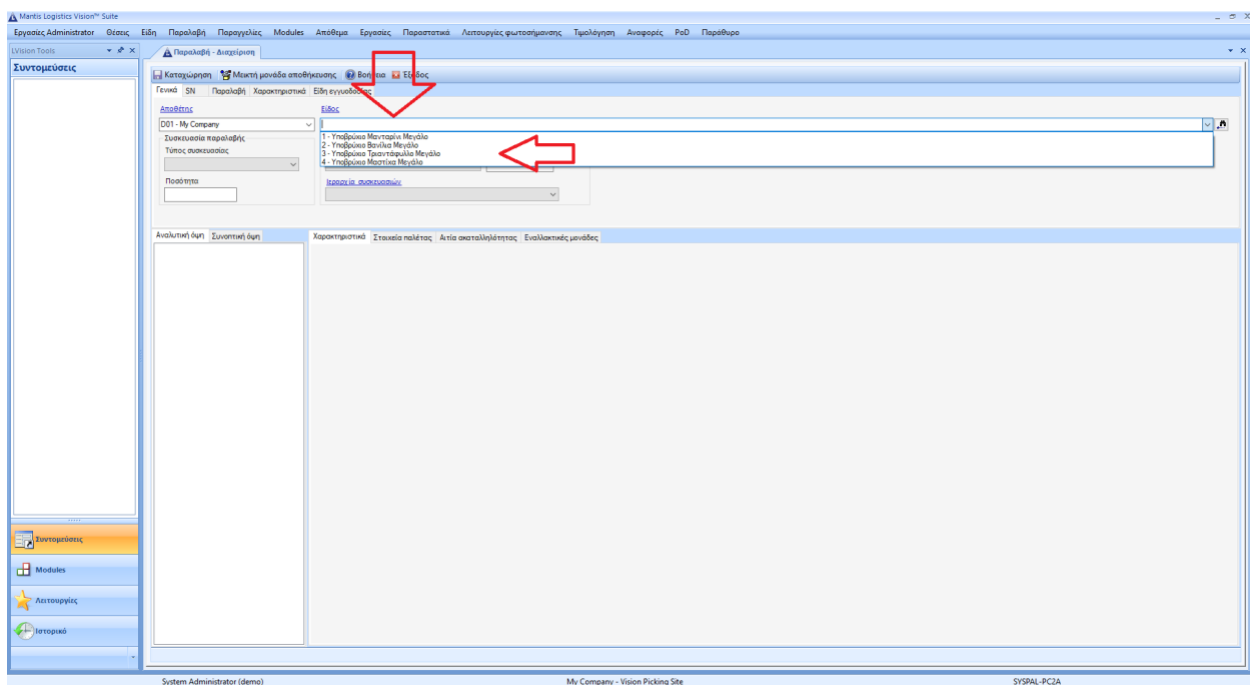 Mantis Logistics Vision™ Suite
Εργασίες Administrator Θέσεις Είδη Παραλαβή Παραγγελίες Modules Απόθεμα Εργασίες Παραστατικά Λειτουργίες φωτοσήμανσης Τιμολόγηση Αναφορές PoD Παράθυρο
LVision Tools
Παραλαβή - Διαχείριση
Συντομεύσεις
Καταχώρηση Μεικτή μονάδα αποθήκευσης Βοήθεια Έξοδος
Γενικά SN Παραλαβή Χαρακτηριστικά Είδη εγγυοδοσίας
Αποθέτης Είδος
D01 - My Company
1 - Υποβρύχιο Μανταρίνι Μεγάλο
2 - Υποβρύχιο Βανίλια Μεγάλο
3 - Υποβρύχιο Τριαντάφυλλο Μεγάλο
4 - Υποβρύχιο Μαστίχα Μεγάλο
Συσκευασία παραλαβής
Τύπος συσκευασίας
Ποσότητα Ιεραρχία συσκευασιών
Αναλυτική όψη Συνοπτική όψη
Χαρακτηριστικά Στοιχεία παλέτας Αιτία ακαταλληλότητας Εναλλακτικές μονάδες
Συντομεύσεις
Modules
Λειτουργίες
Ιστορικό
System Administrator (demo) My Company - Vision Picking Site SYSPAL-PC2A